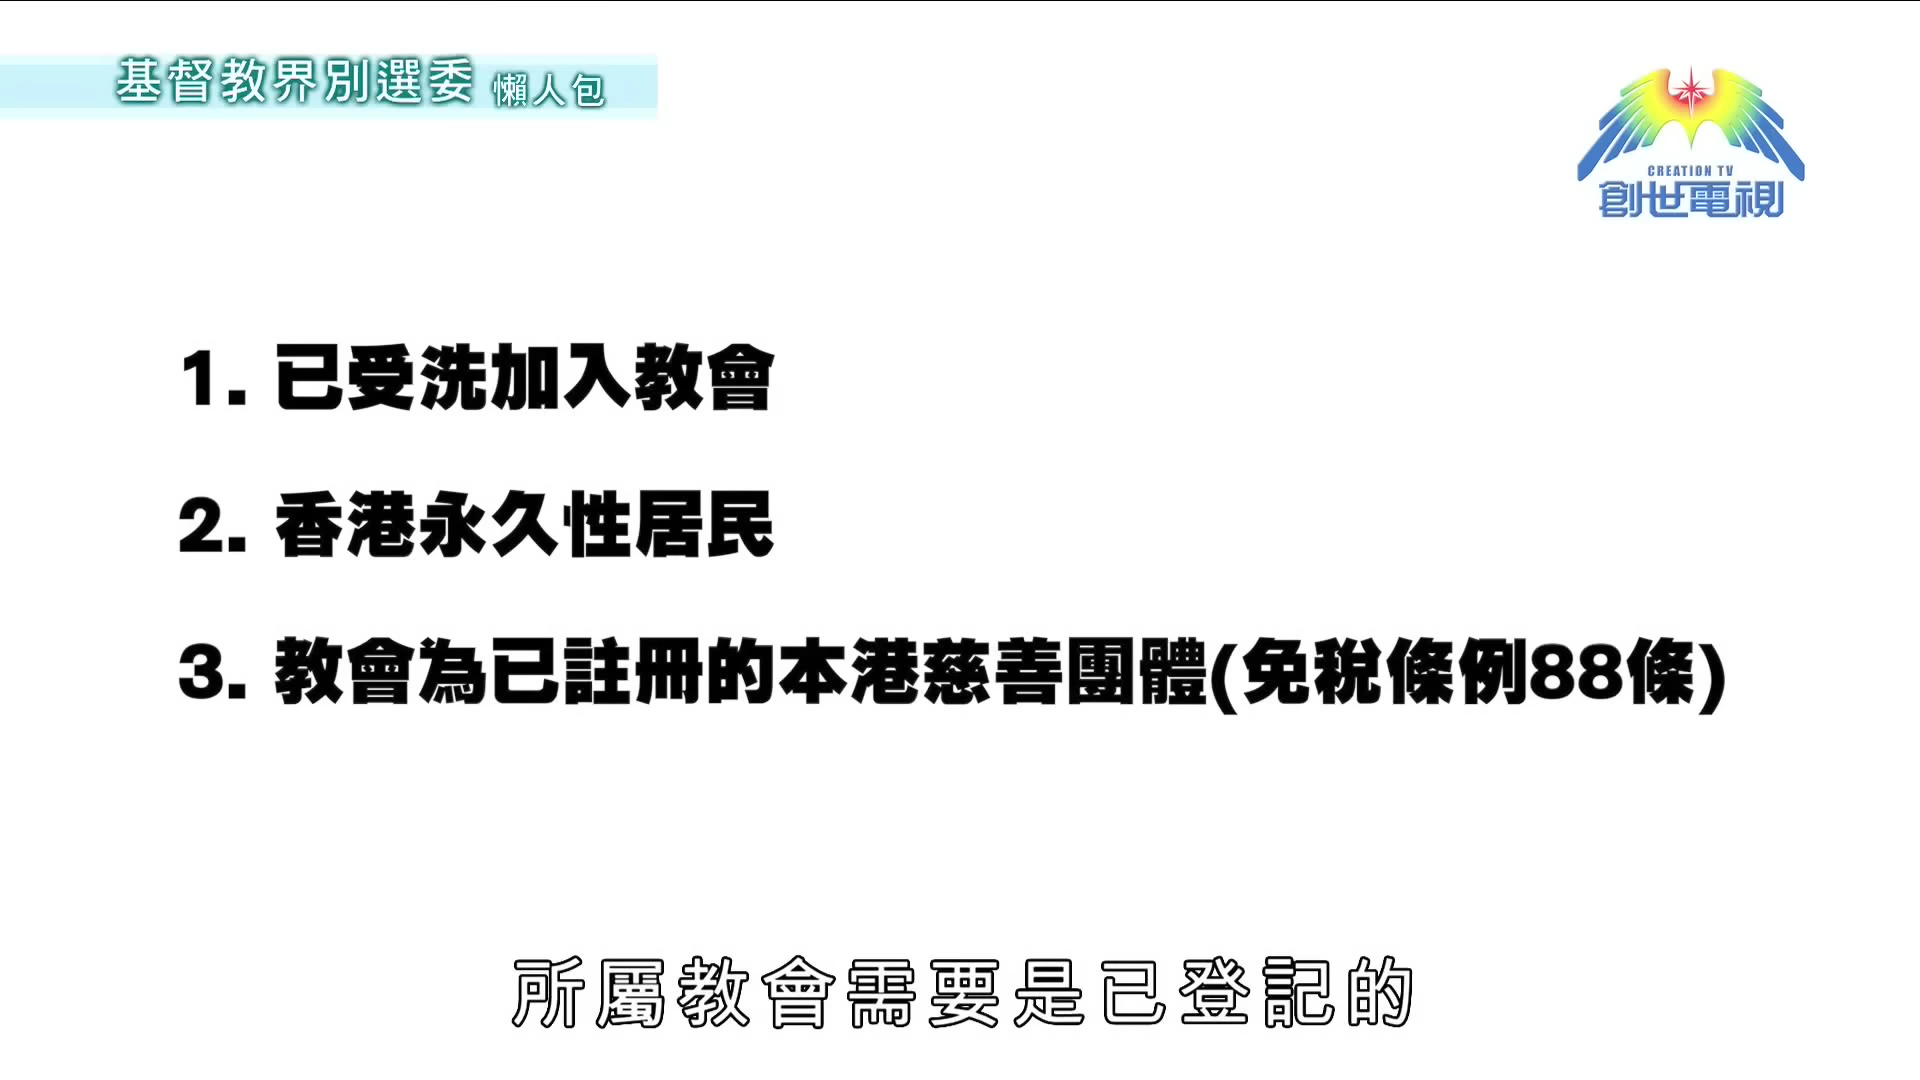 基督教界別選委 懶人包
CREATION TV
創世電視
1. 已受洗加入教會
2. 香港永久性居民
3. 教會為已註冊的本港慈善團體(免稅條例88條)
所屬教會需要是已登記的